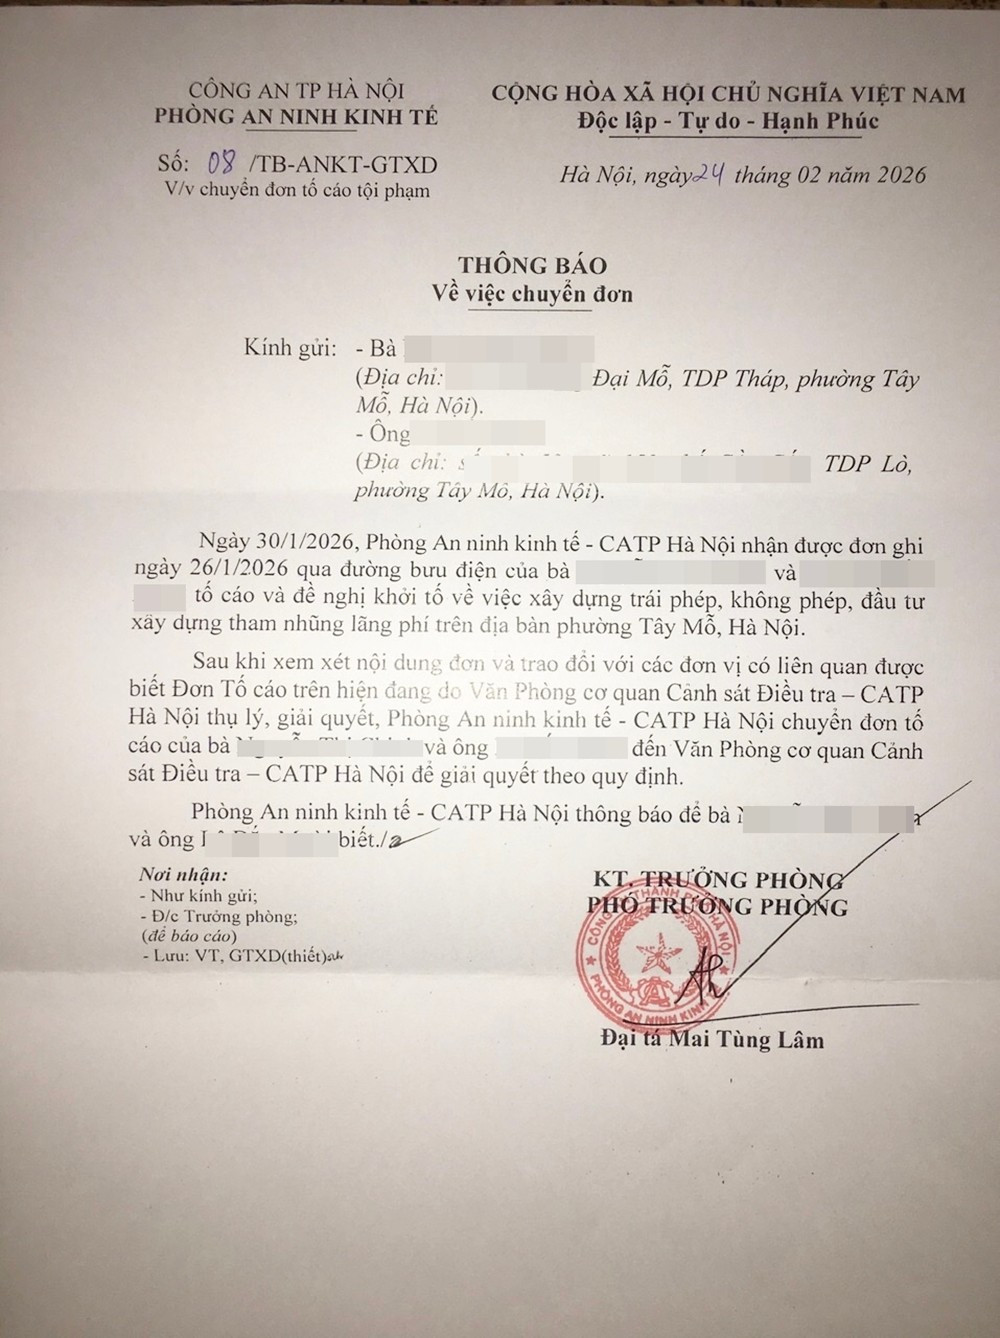 CÔNG AN TP HÀ NỘI
PHÒNG AN NINH KINH TẾ
Số: 08 /TB-ANKT-GTXD
V/v chuyển đơn tố cáo tội phạm
CỘNG HÒA XÃ HỘI CHỦ NGHĨA VIỆT NAM
Độc lập - Tự do - Hạnh Phúc
Hà Nội, ngày 24 tháng 02 năm 2026
THÔNG BÁO
Về việc chuyển đơn
Kính gửi: - Bà
(Địa chỉ: Đại Mỗ, TDP Tháp, phường Tây
Mỗ, Hà Nội).
- Ông
(Địa chỉ: TDP Lò,
phường Tây Mỗ, Hà Nội).
Ngày 30/1/2026, Phòng An ninh kinh tế - CATP Hà Nội nhận được đơn ghi
ngày 26/1/2026 qua đường bưu điện của bà và
tố cáo và đề nghị khởi tố về việc xây dựng trái phép, không phép, đầu tư
xây dựng tham nhũng lãng phí trên địa bàn phường Tây Mỗ, Hà Nội.
Sau khi xem xét nội dung đơn và trao đổi với các đơn vị có liên quan được
biết Đơn Tố cáo trên hiện đang do Văn Phòng cơ quan Cảnh sát Điều tra – CATP
Hà Nội thụ lý, giải quyết, Phòng An ninh kinh tế - CATP Hà Nội chuyển đơn tố
cáo của bà và ông đến Văn Phòng cơ quan Cảnh
sát Điều tra – CATP Hà Nội để giải quyết theo quy định.
Phòng An ninh kinh tế - CATP Hà Nội thông báo để bà
và ông biết./.
Nơi nhận:
- Như kính gửi;
- Đ/c Trưởng phòng;
(để báo cáo)
- Lưu: VT, GTXD(thiết)
KT. TRƯỞNG PHÒNG
PHÓ TRƯỞNG PHÒNG
CÔNG AN THÀNH PHỐ HÀ NỘI
PHÒNG AN NINH KINH TẾ
Đại tá Mai Tùng Lâm